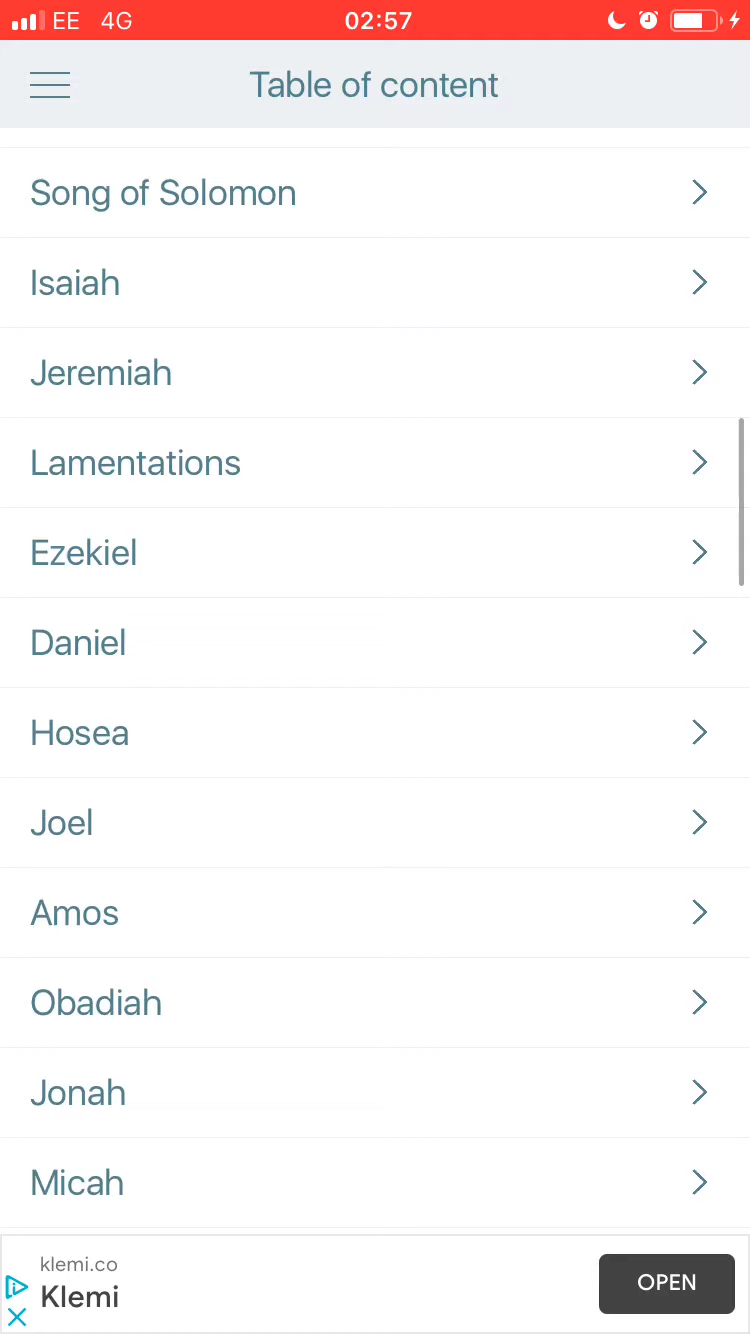 EE 4G 02:57
Table of content
Song of Solomon
Isaiah
Jeremiah
Lamentations
Ezekiel
Daniel
Hosea
Joel
Amos
Obadiah
Jonah
Micah
klemi.co
Klemi
OPEN